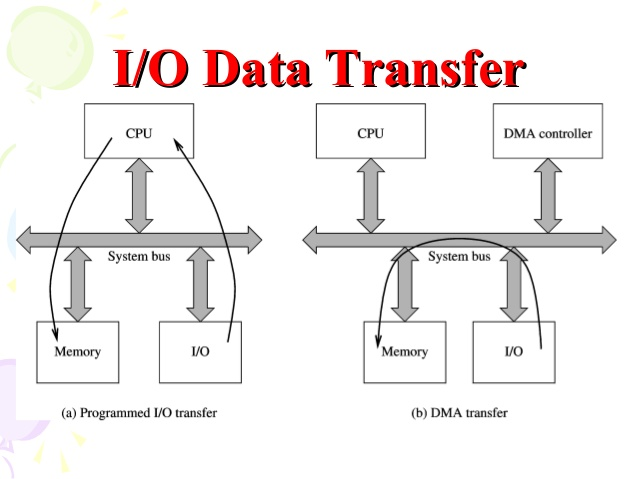 I/O Data Transfer
CPU
System bus
Memory
I/O
(a) Programmed I/O transfer
CPU
DMA controller
System bus
Memory
I/O
(b) DMA transfer